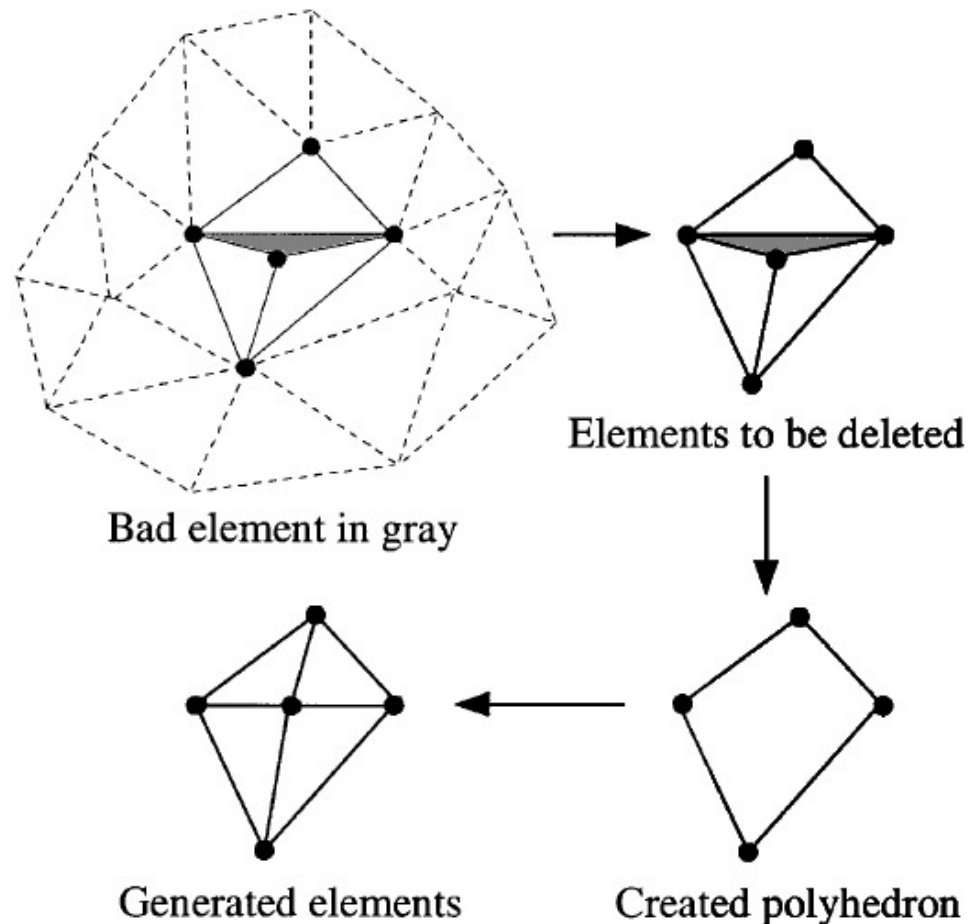 Elements to be deleted
Bad element in gray
Generated elements
Created polyhedron